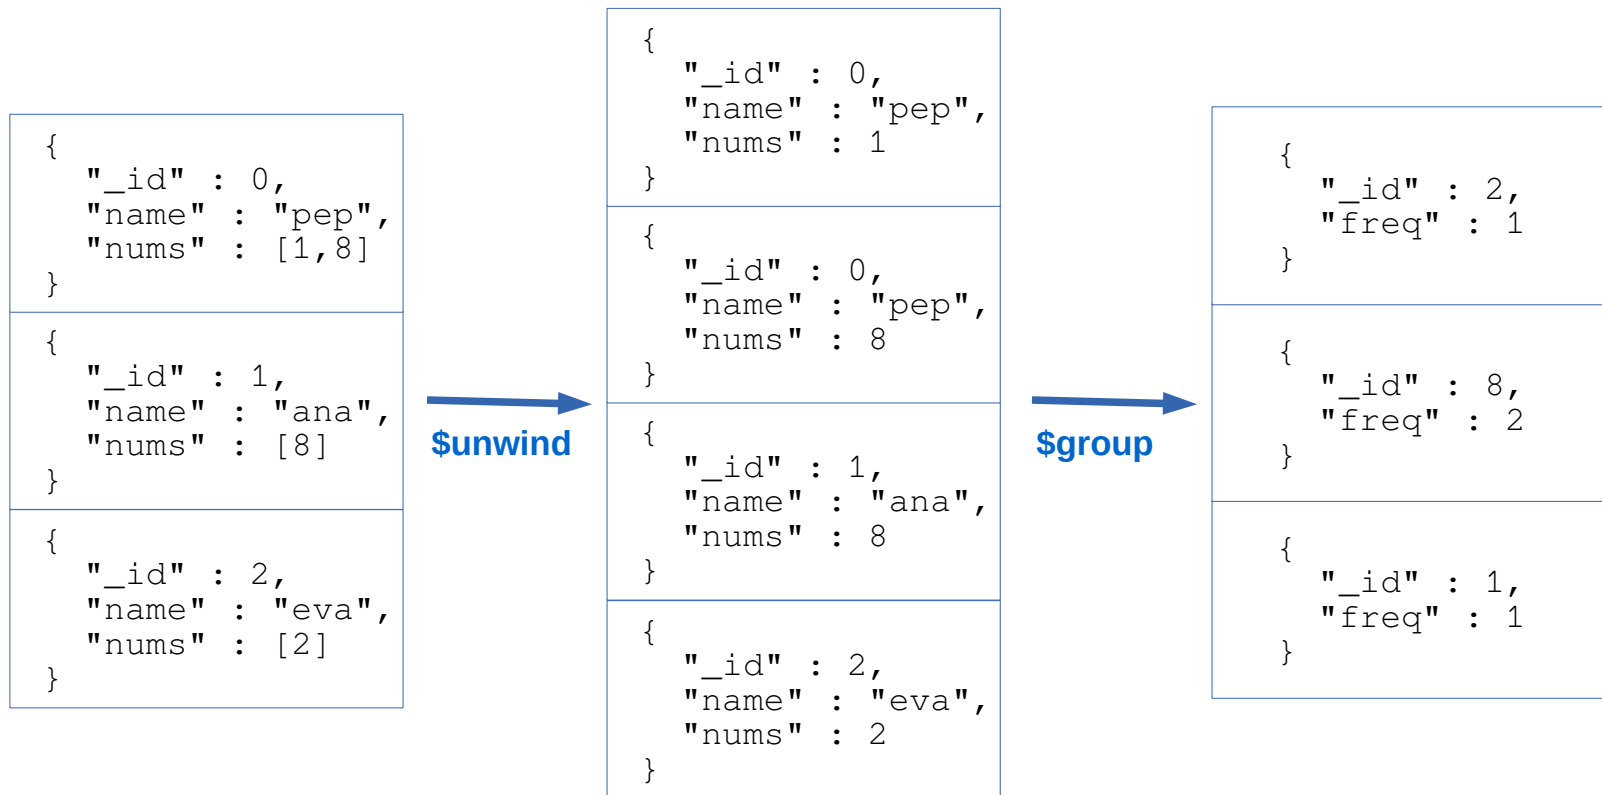 {
"_id" : 0,
"name" : "pep",
"nums" : [1,8]
}
{
"_id" : 1,
"name" : "ana",
"nums" : [8]
}
{
"_id" : 2,
"name" : "eva",
"nums" : [2]
}
$unwind
{
"_id" : 0,
"name" : "pep",
"nums" : 1
}
{
"_id" : 0,
"name" : "pep",
"nums" : 8
}
{
"_id" : 1,
"name" : "ana",
"nums" : 8
}
{
"_id" : 2,
"name" : "eva",
"nums" : 2
}
$group
{
"_id" : 2,
"freq" : 1
}
{
"_id" : 8,
"freq" : 2
}
{
"_id" : 1,
"freq" : 1
}